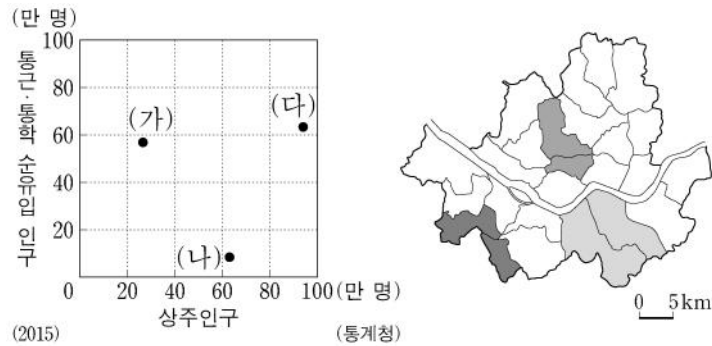 (만 명)
100
80
60
40
20
0
20
40
60
80
100
(만 명)
통근·통학 순유입 인구
(가)
(나)
(다)
상주인구
(2015)
(통계청)
0 5km